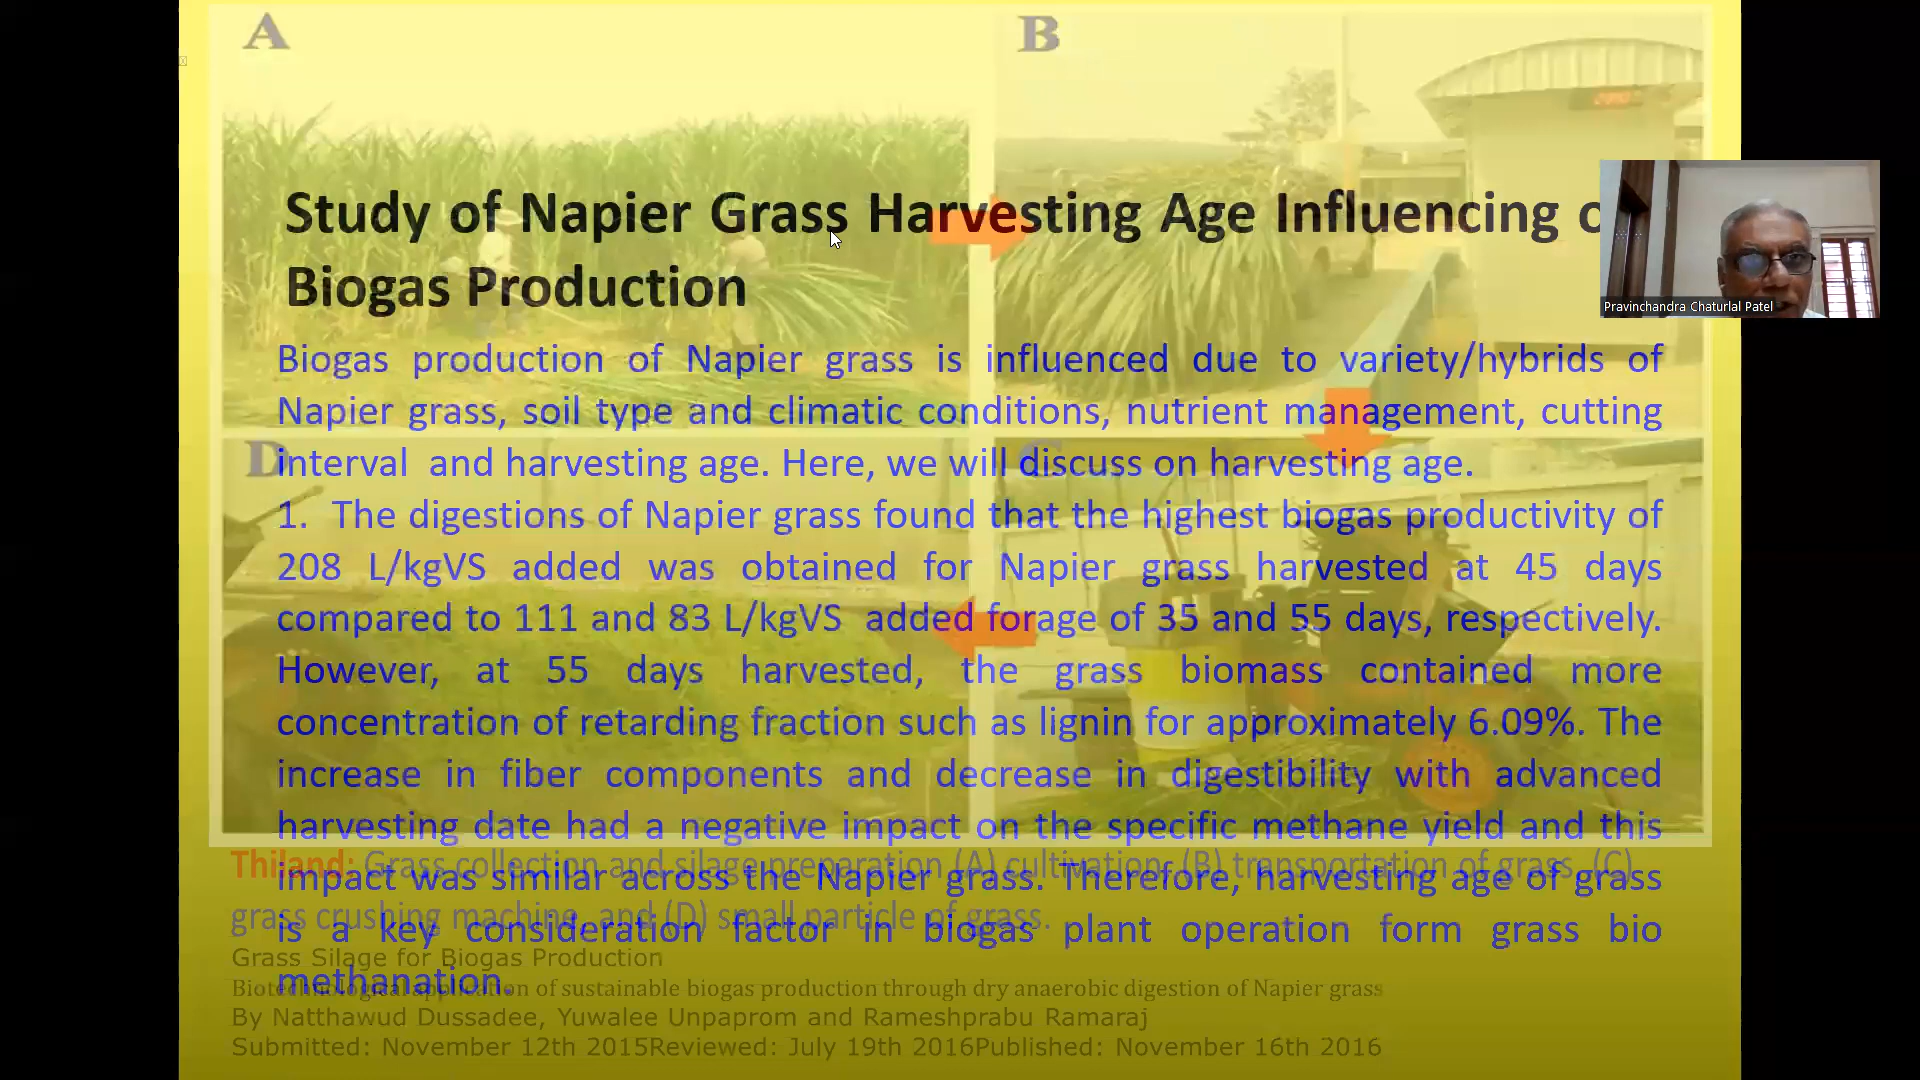 A
B
Study of Napier Grass Harvesting Age Influencing
Biogas Production
Pravinchandra Chaturlal Patel
Biogas production of Napier grass is influenced due to variety/hybrids of
Napier grass, soil type and climatic conditions, nutrient management, cutting
interval and harvesting age. Here, we will discuss on harvesting age.
D
C
1. The digestions of Napier grass found that the highest biogas productivity of
208 L/kgVS added was obtained for Napier grass harvested at 45 days
compared to 111 and 83 L/kgVS added forage of 35 and 55 days, respectively.
However, at 55 days harvested, the grass biomass contained more
concentration of retarding fraction such as lignin for approximately 6.09%. The
increase in fiber components and decrease in digestibility with advanced
harvesting date had a negative impact on the specific methane yield and this
impact was similar across the Napier grass. Therefore, harvesting age of grass
is a key consideration factor in biogas plant operation form grass bio
methanation.
Thiland: Grass collection and silage preparation (A) cultivation, (B) transportation of grass, (C)
grass crushing machine, and (D) small particle of grass.
Grass Silage for Biogas Production
Biotechnological application of sustainable biogas production through dry anaerobic digestion of Napier grass
By Natthawud Dussadee, Yuwalee Unpaprom and Rameshprabu Ramaraj
Submitted: November 12th 2015Reviewed: July 19th 2016Published: November 16th 2016